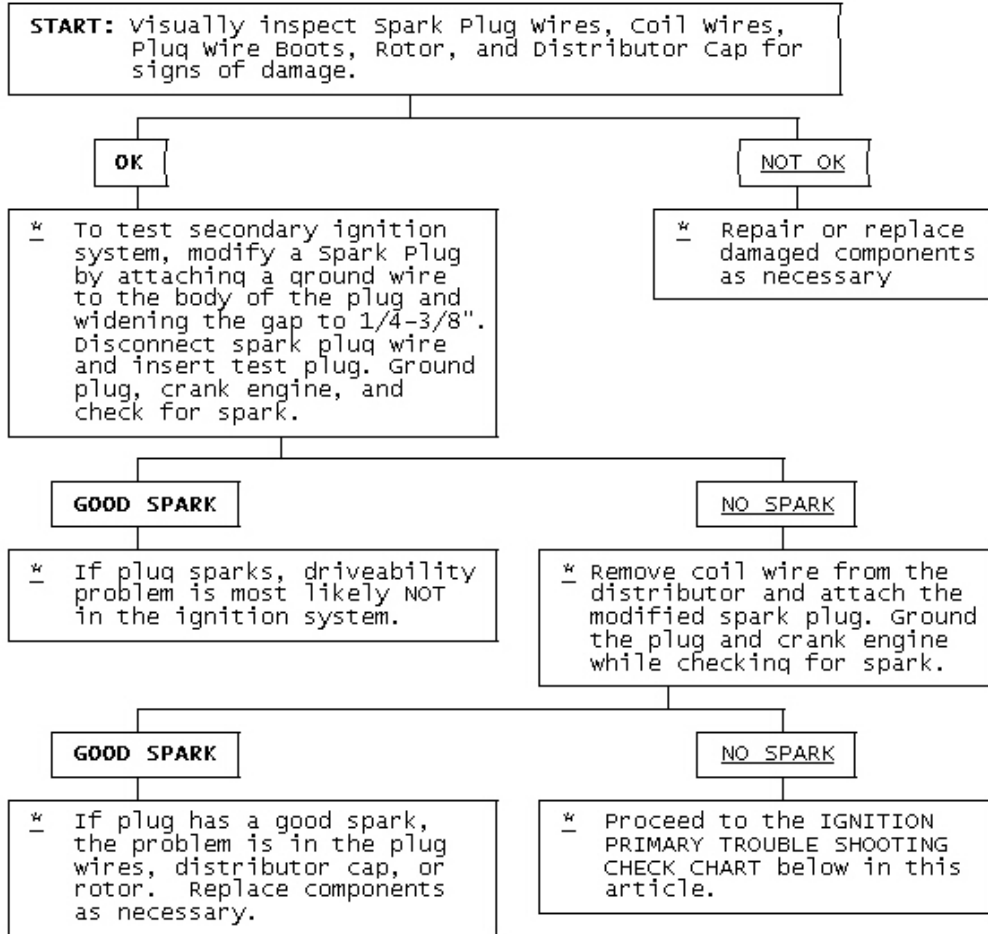 START: Visually inspect Spark Plug Wires, Coil Wires,
Plug Wire Boots, Rotor, and Distributor Cap for
signs of damage.
OK
NOT OK
* To test secondary ignition
system, modify a Spark Plug
by attaching a ground wire
to the body of the plug and
widening the gap to 1/4-3/8".
Disconnect spark plug wire
and insert test plug. Ground
plug, crank engine, and
check for spark.
* Repair or replace
damaged components
as necessary
GOOD SPARK
NO SPARK
* If plug sparks, driveability
problem is most likely NOT
in the ignition system.
* Remove coil wire from the
distributor and attach the
modified spark plug. Ground
the plug and crank engine
while checking for spark.
GOOD SPARK
NO SPARK
* If plug has a good spark,
the problem is in the plug
wires, distributor cap, or
rotor. Replace components
as necessary.
* Proceed to the IGNITION
PRIMARY TROUBLE SHOOTING
CHECK CHART below in this
article.